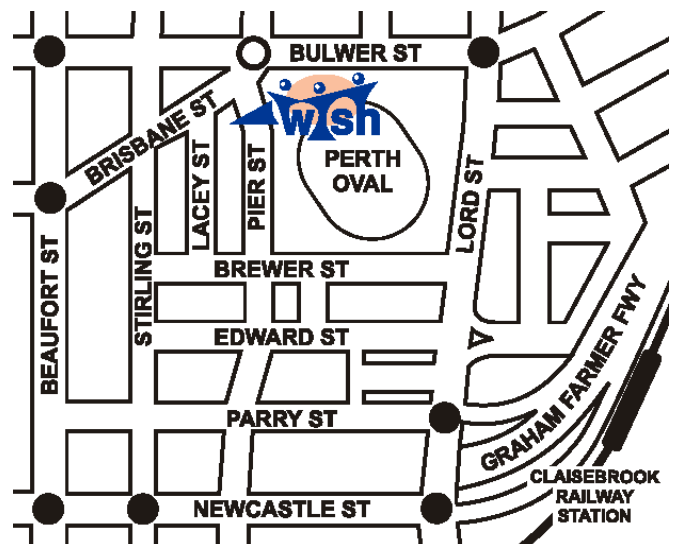 BULWER ST
wish
BRISBANE ST
PERTH
OVAL
LACEY ST
PIER ST
LORD ST
STIRLING ST
BEAUFORT ST
BREWER ST
EDWARD ST
GRAHAM FARMER FWY
PARRY ST
CLAISEBROOK
RAILWAY
STATION
NEWCASTLE ST